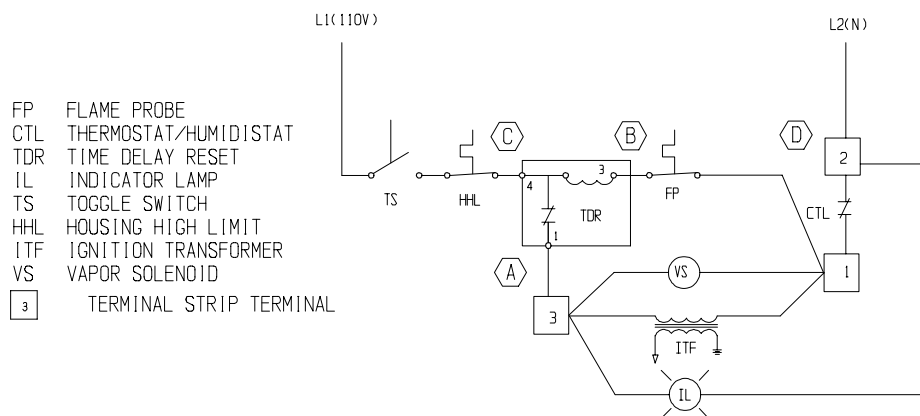 L1(110V)
L2(N)
FP FLAME PROBE
CTL THERMOSTAT/HUMIDISTAT
TDR TIME DELAY RESET
IL INDICATOR LAMP
TS TOGGLE SWITCH
HHL HOUSING HIGH LIMIT
ITF IGNITION TRANSFORMER
VS VAPOR SOLENOID
3 TERMINAL STRIP TERMINAL
C
B
D
2
4
3
TS
HHL
TDR
FP
CTL
1
A
VS
1
3
ITF
IL